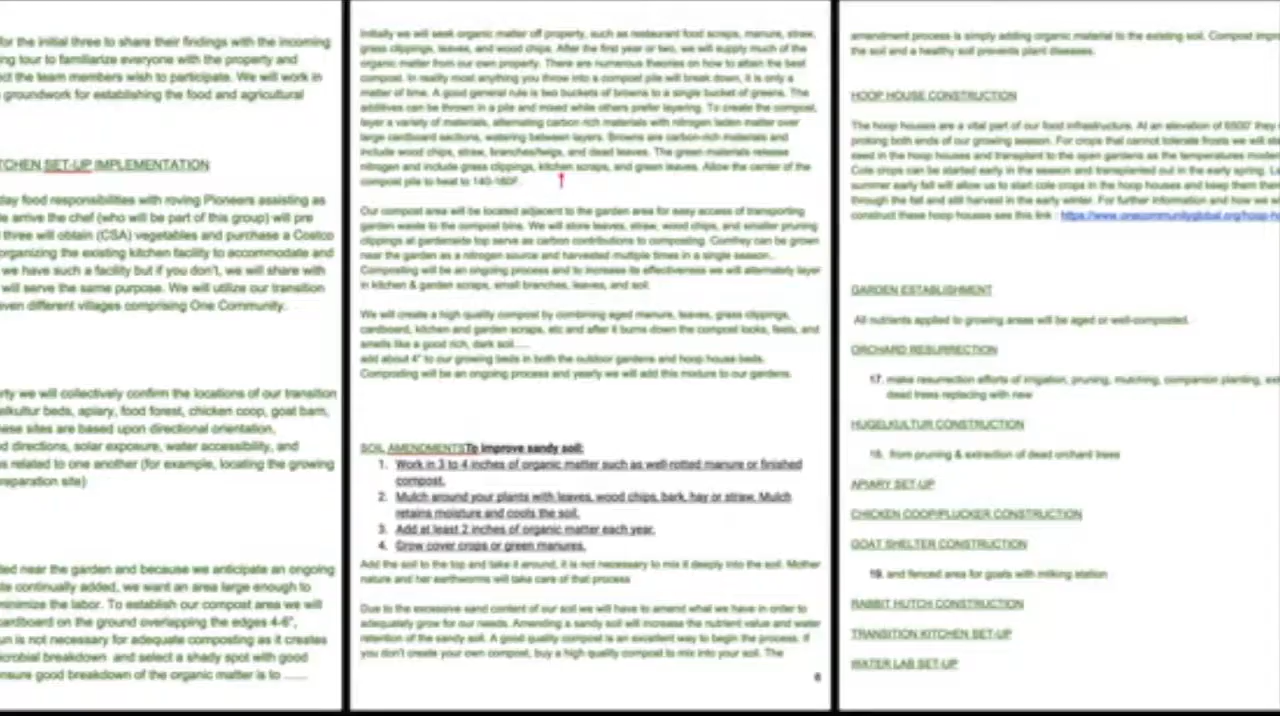 for the initial three to share their findings with the incoming
ing tour to familiarize everyone with the property and
ect the team members wish to participate. We will work in
groundwork for establishing the food and agricultural
TCHEN SET-UP IMPLEMENTATION
day food responsibilities with roving Pioneers assisting as
le arrive the chef (who will be part of this group) will pre
three will obtain (CSA) vegetables and purchase a Costco
organizing the existing kitchen facility to accommodate and
we have such a facility but if you don't, we will share with
will serve the same purpose. We will utilize our transition
even different villages comprising One Community.
rty we will collectively confirm the locations of our transition
elkultur beds, apiary, food forest, chicken coop, goat barn,
hese sites are based upon directional orientation,
d directions, solar exposure, water accessibility, and
s related to one another (for example, locating the growing
reparation site)
ted near the garden and because we anticipate an ongoing
te continually added, we want an area large enough to
minimize the labor. To establish our compost area we will
cardboard on the ground overlapping the edges 4-6",
un is not necessary for adequate composting as it creates
icrobial breakdown and select a shady spot with good
nsure good breakdown of the organic matter is to ......
Initially we will seek organic matter off property, such as restaurant food scraps, manure, straw,
grass clippings, leaves, and wood chips. After the first year or two, we will supply much of the
organic matter from our own property. There are numerous theories on how to attain the best
compost. In reality most anything you throw into a compost pile will break down, it is only a
matter of time. A good general rule is two buckets of browns to a single bucket of greens. The
additives can be thrown in a pile and mixed while others prefer layering. To create the compost,
layer a variety of materials, alternating carbon rich materials with nitrogen laden matter over
large cardboard sections, watering between layers. Browns are carbon-rich materials and
include wood chips, straw, branches/twigs, and dead leaves. The green materials release
nitrogen and include grass clippings, kitchen scraps, and green leaves. Allow the center of the
compost pile to heat to 140-160F.
Our compost area will be located adjacent to the garden area for easy access of transporting
garden waste to the compost bins. We will store leaves, straw, wood chips, and smaller pruning
clippings at gardenside top serve as carbon contributions to composting. Comfrey can be grown
near the garden as a nitrogen source and harvested multiple times in a single season.
Composting will be an ongoing process and to increase its effectiveness we will alternately layer
in kitchen & garden scraps, small branches, leaves, and soil.
We will create a high quality compost by combining aged manure, leaves, grass clippings,
cardboard, kitchen and garden scraps, etc and after it burns down the compost looks, feels, and
smells like a good rich, dark soil.....
add about 4" to our growing beds in both the outdoor gardens and hoop house beds.
Composting will be an ongoing process and yearly we will add this mixture to our gardens.
SOIL AMENDMENTSTo improve sandy soil:
1. Work in 3 to 4 inches of organic matter such as well-rotted manure or finished
compost.
2. Mulch around your plants with leaves, wood chips, bark, hay or straw. Mulch
retains moisture and cools the soil.
3. Add at least 2 inches of organic matter each year.
4. Grow cover crops or green manures.
Add the soil to the top and take it around, it is not necessary to mix it deeply into the soil. Mother
nature and her earthworms will take care of that process
Due to the excessive sand content of our soil we will have to amend what we have in order to
adequately grow for our needs. Amending a sandy soil will increase the nutrient value and water
retention of the sandy soil. A good quality compost is an excellent way to begin the process. If
you don't create your own compost, buy a high quality compost to mix into your soil. The
6
amendment process is simply adding organic material to the existing soil. Compost impr
the soil and a healthy soil prevents plant diseases.
HOOP HOUSE CONSTRUCTION
The hoop houses are a vital part of our food infrastructure. At an elevation of 6500' they
prolong both ends of our growing season. For crops that cannot tolerate frosts we will sta
seed in the hoop houses and transplant to the open gardens as the temperatures mode
Cole crops can be started early in the season and transplanted out in the early spring. La
summer early fall will allow us to start cole crops in the hoop houses and keep them there
through the fall and still harvest in the early winter. For further information and how we
construct these hoop houses see this link : https://www.onecommunityglobal.org/hoop-h
GARDEN ESTABLISHMENT
All nutrients applied to growing areas will be aged or well-composted.
ORCHARD RESURRECTION
17. make resurrection efforts of irrigation, pruning, mulching, companion planting, ex
dead trees replacing with new
HUGELKULTUR CONSTRUCTION
18. from pruning & extraction of dead orchard trees
APIARY SET-UP
CHICKEN COOP/PLUCKER CONSTRUCTION
GOAT SHELTER CONSTRUCTION
19. and fenced area for goats with milking station
RABBIT HUTCH CONSTRUCTION
TRANSITION KITCHEN SET-UP
WATER LAB SET-UP